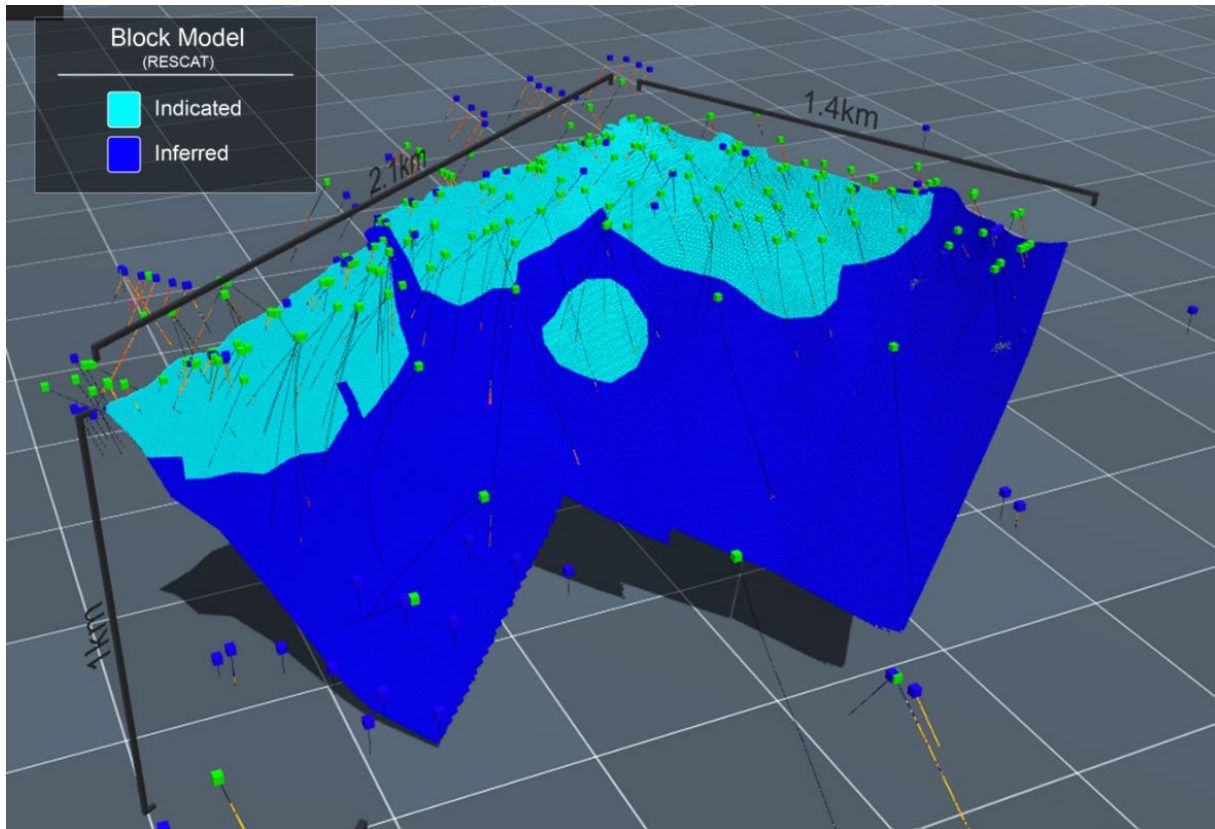 Block Model
(RESCAT)
Indicated
Inferred
2.1km
1.4km
1km